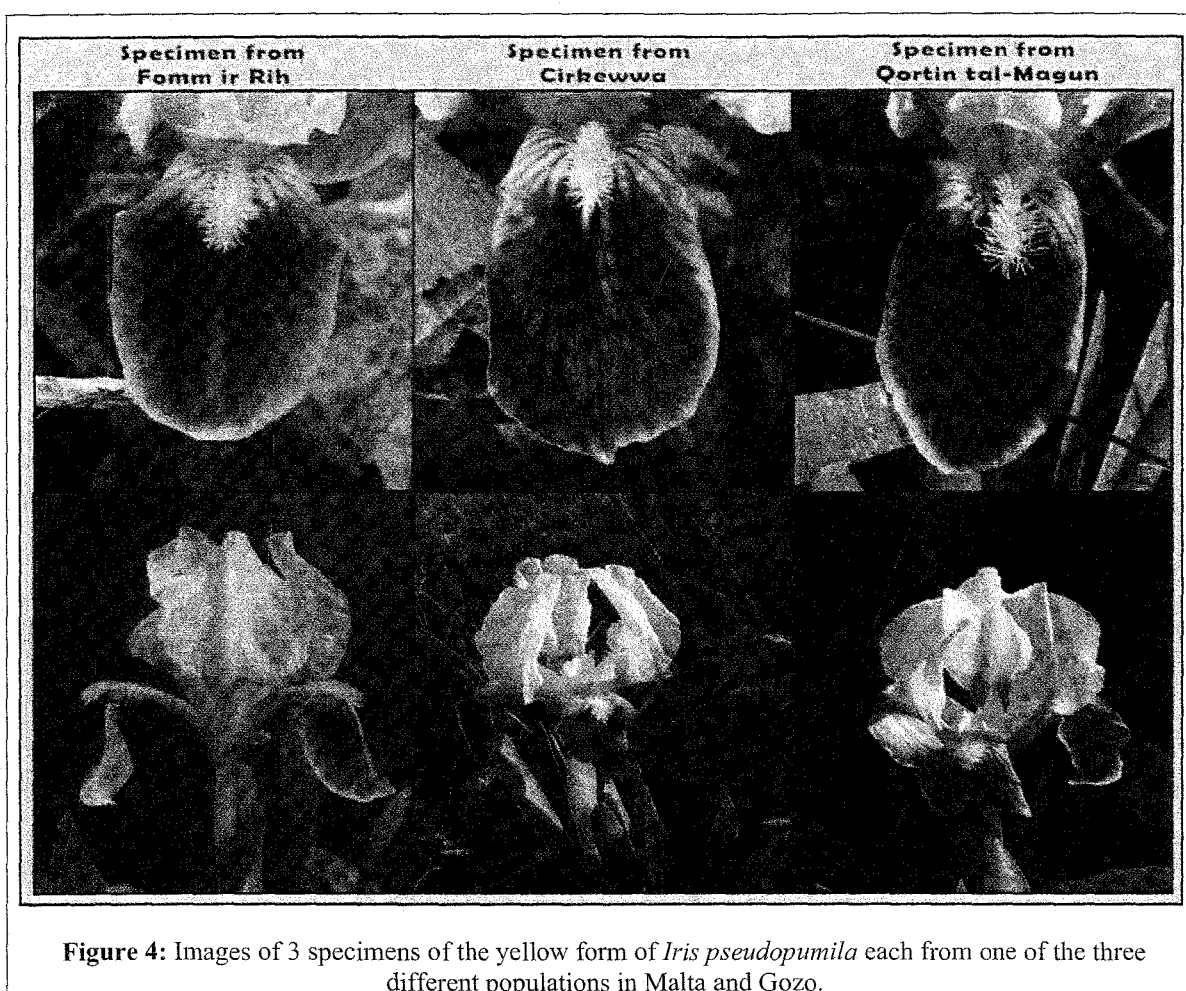 Specimen from
Fomm ir Rih
Specimen from
Cirkewwa
Specimen from
Qortin tal-Magun
Figure 4: Images of 3 specimens of the yellow form of Iris pseudopumila each from one of the three
different populations in Malta and Gozo.